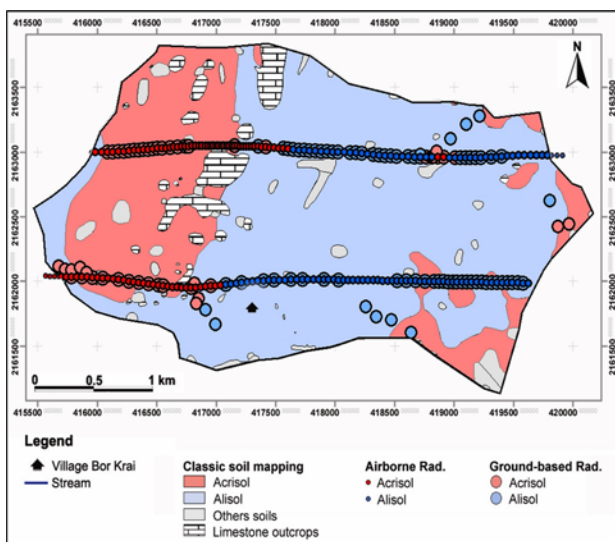 415500 416000 416500 417000 417500 418000 418500 419000 419500 420000
N
2163500 2163500
2163000 2163000
2162500 2162500
2162000 2162000
2161500 2161500
0 0.5 1 km
415500 416000 416500 417000 417500 418000 418500 419000 419500 420000
Legend
Village Bor Krai
Stream
Classic soil mapping
Acrisol
Alisol
Others soils
Limestone outcrops
Airborne Rad.
Acrisol
Alisol
Ground-based Rad.
Acrisol
Alisol